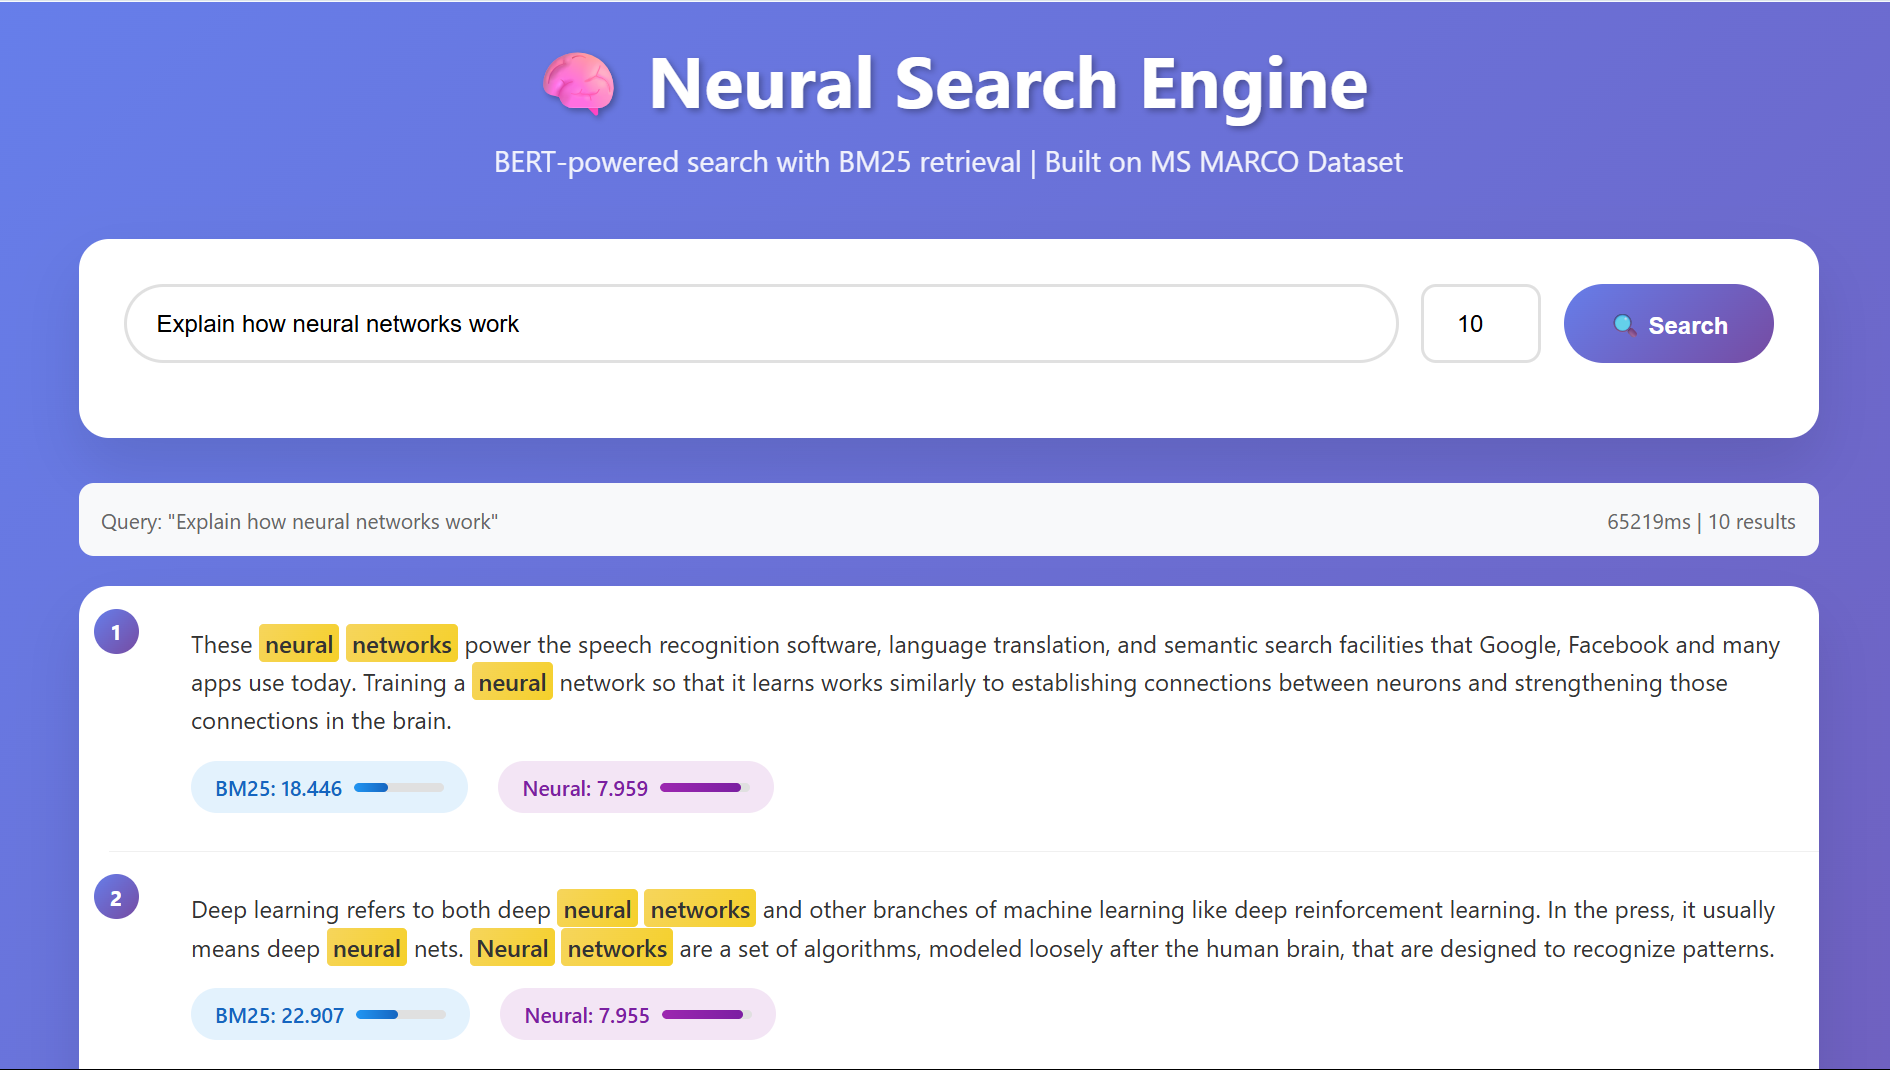 Neural Search Engine
BERT-powered search with BM25 retrieval | Built on MS MARCO Dataset
Explain how neural networks work
10
Search
Query: "Explain how neural networks work"
65219ms | 10 results
1
These neural networks power the speech recognition software, language translation, and semantic search facilities that Google, Facebook and many
apps use today. Training a neural network so that it learns works similarly to establishing connections between neurons and strengthening those
connections in the brain.
BM25: 18.446
Neural: 7.959
2
Deep learning refers to both deep neural networks and other branches of machine learning like deep reinforcement learning. In the press, it usually
means deep neural nets. Neural networks are a set of algorithms, modeled loosely after the human brain, that are designed to recognize patterns.
BM25: 22.907
Neural: 7.955